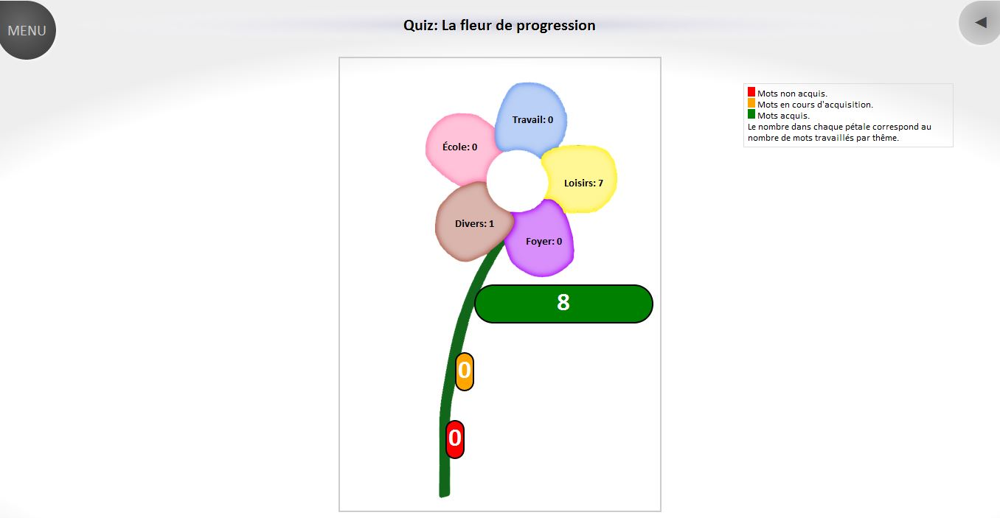 MENU
Quiz: La fleur de progression
◄
Mots non acquis.
Mots en cours d'acquisition.
Mots acquis.
Le nombre dans chaque pétale correspond au
nombre de mots travaillés par thême.
Travail: 0
École: 0
Loisirs: 7
Divers: 1
Foyer: 0
8
0
0